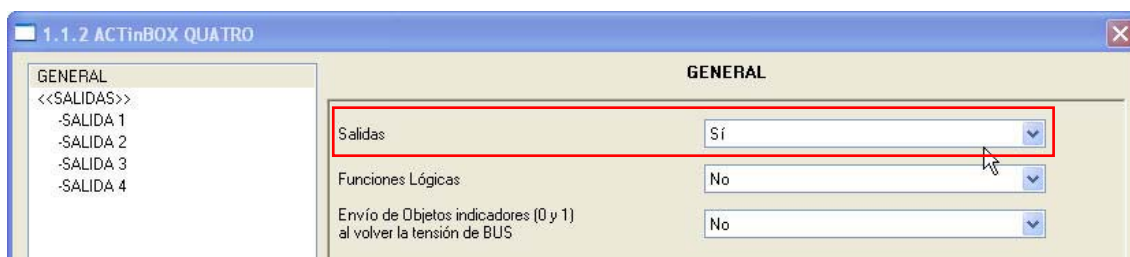 1.1.2 ACTinBOX QUATRO
GENERAL
<<SALIDAS>>
-SALIDA 1
-SALIDA 2
-SALIDA 3
-SALIDA 4
GENERAL
Salidas Sí
Funciones Lógicas No
Envío de Objetos indicadores (0 y 1)
al volver la tensión de BUS No